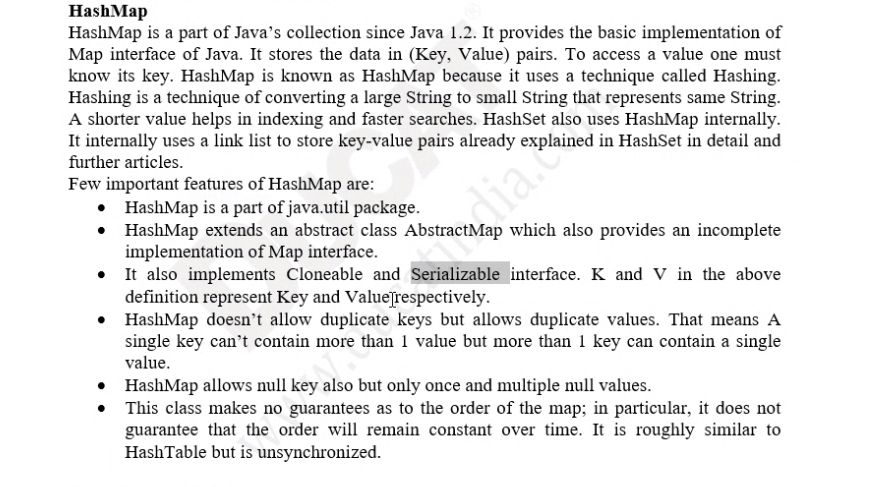 HashMap
HashMap is a part of Java's collection since Java 1.2. It provides the basic implementation of
Map interface of Java. It stores the data in (Key, Value) pairs. To access a value one must
know its key. HashMap is known as HashMap because it uses a technique called Hashing.
Hashing is a technique of converting a large String to small String that represents same String.
A shorter value helps in indexing and faster searches. HashSet also uses HashMap internally.
It internally uses a link list to store key-value pairs already explained in HashSet in detail and
further articles.
Few important features of HashMap are:
• HashMap is a part of java.util package.
• HashMap extends an abstract class AbstractMap which also provides an incomplete
implementation of Map interface.
• It also implements Cloneable and Serializable interface. K and V in the above
definition represent Key and Value respectively.
• HashMap doesn't allow duplicate keys but allows duplicate values. That means A
single key can't contain more than 1 value but more than 1 key can contain a single
value.
• HashMap allows null key also but only once and multiple null values.
• This class makes no guarantees as to the order of the map; in particular, it does not
guarantee that the order will remain constant over time. It is roughly similar to
HashTable but is unsynchronized.